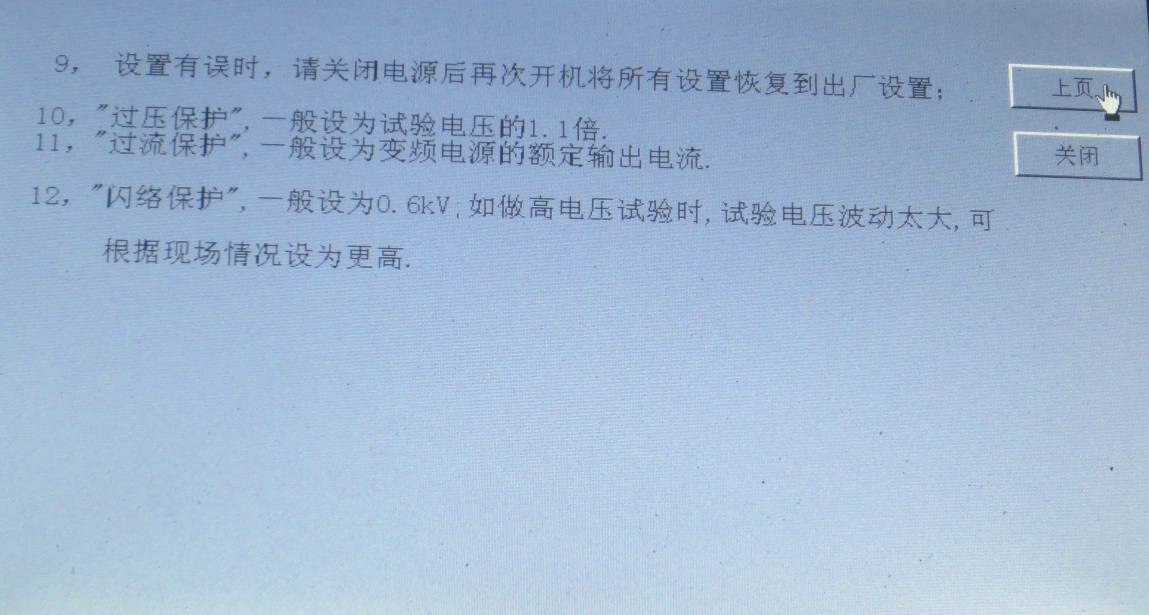 9， 设置有误时，请关闭电源后再次开机将所有设置恢复到出厂设置；
上页
10，"过压保护",一般设为试验电压的1.1倍.
11，"过流保护",一般设为变频电源的额定输出电流.
关闭
12，"闪络保护",一般设为0.6kV;如做高电压试验时,试验电压波动太大,可
根据现场情况设为更高.